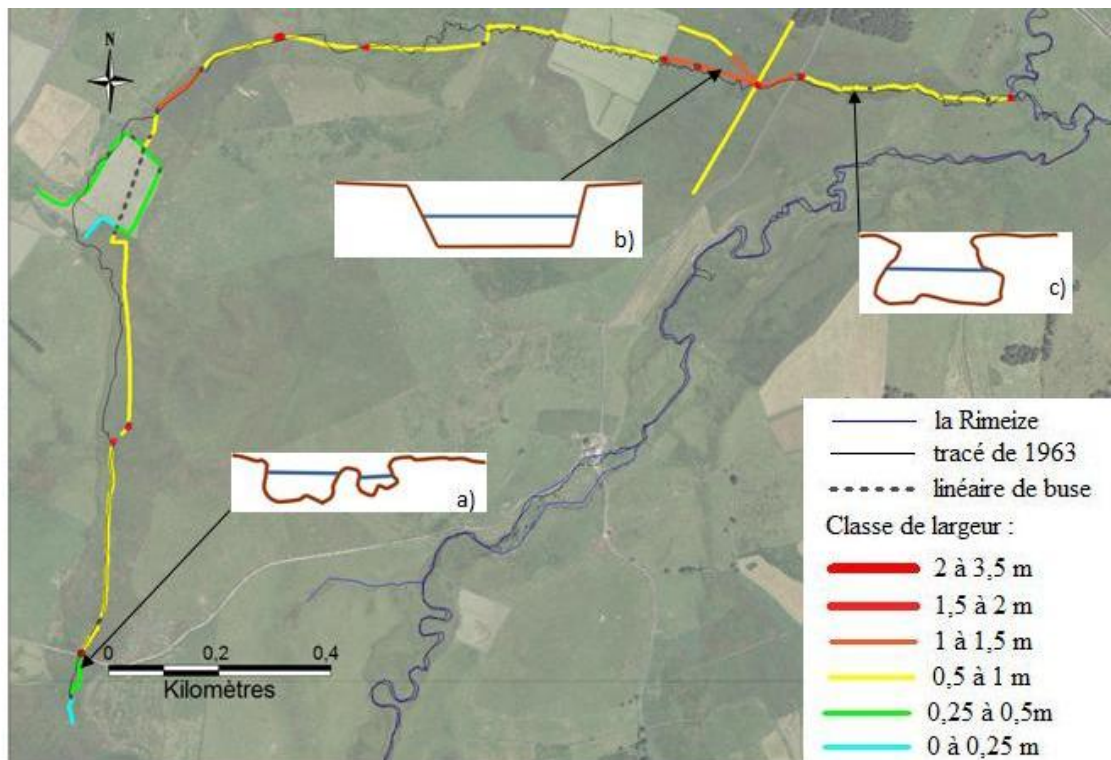 N
b)
c)
a)
0 0,2 0,4
Kilomètres
la Rimeize
tracé de 1963
linéaire de buse
Classe de largeur :
2 à 3,5 m
1,5 à 2 m
1 à 1,5 m
0,5 à 1 m
0,25 à 0,5m
0 à 0,25 m